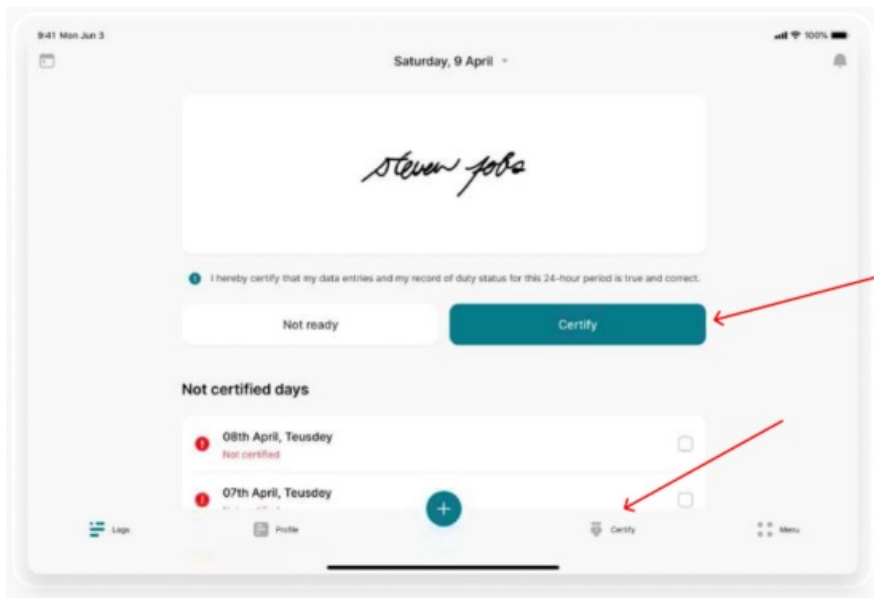 9:41 Mon Jun 3
100%
Saturday, 9 April
steven jobs
I hereby certify that my data entries and my record of duty status for this 24-hour period is true and correct.
Not ready
Certify
Not certified days
08th April, Teusdey
Not certified
07th April, Teusdey
Logs
Profile
+
Certify
Menu